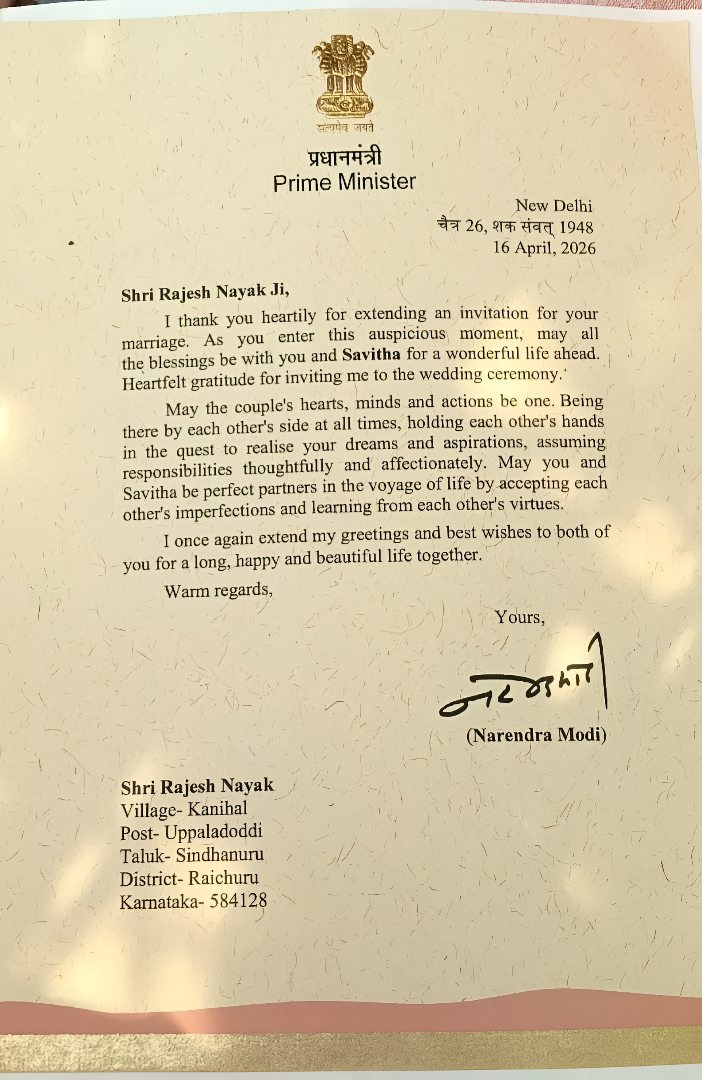 सत्यमेव जयते
प्रधानमंत्री
Prime Minister
New Delhi
चैत्र 26, शक संवत् 1948
16 April, 2026
Shri Rajesh Nayak Ji,
I thank you heartily for extending an invitation for your
marriage. As you enter this auspicious moment, may all
the blessings be with you and Savitha for a wonderful life ahead.
Heartfelt gratitude for inviting me to the wedding ceremony.
May the couple's hearts, minds and actions be one. Being
there by each other's side at all times, holding each other's hands
in the quest to realise your dreams and aspirations, assuming
responsibilities thoughtfully and affectionately. May you and
Savitha be perfect partners in the voyage of life by accepting each
other's imperfections and learning from each other's virtues.
I once again extend my greetings and best wishes to both of
you for a long, happy and beautiful life together.
Warm regards,
Yours,
(Narendra Modi)
Shri Rajesh Nayak
Village- Kanihal
Post- Uppaladoddi
Taluk- Sindhanuru
District- Raichuru
Karnataka- 584128